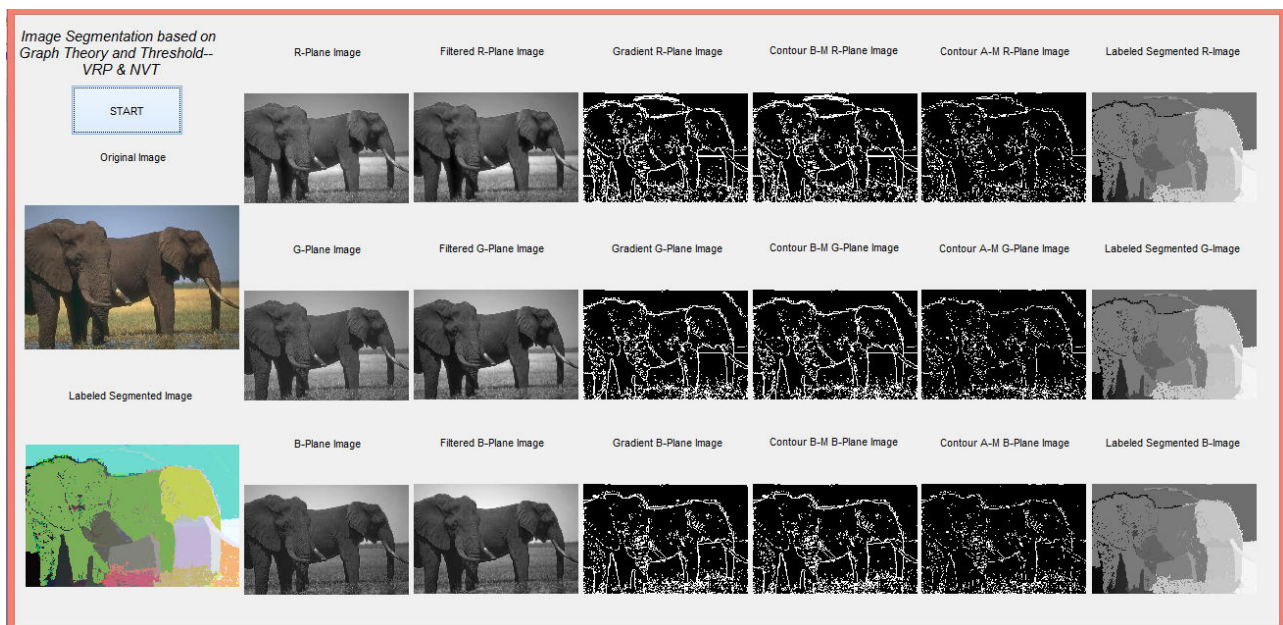 Image Segmentation based on
Graph Theory and Threshold--
VRP & NVT
START
Original Image
Labeled Segmented Image
R-Plane Image
Filtered R-Plane Image
Gradient R-Plane Image
Contour B-M R-Plane Image
Contour A-M R-Plane Image
Labeled Segmented R-Image
G-Plane Image
Filtered G-Plane Image
Gradient G-Plane Image
Contour B-M G-Plane Image
Contour A-M G-Plane Image
Labeled Segmented G-Image
B-Plane Image
Filtered B-Plane Image
Gradient B-Plane Image
Contour B-M B-Plane Image
Contour A-M B-Plane Image
Labeled Segmented B-Image